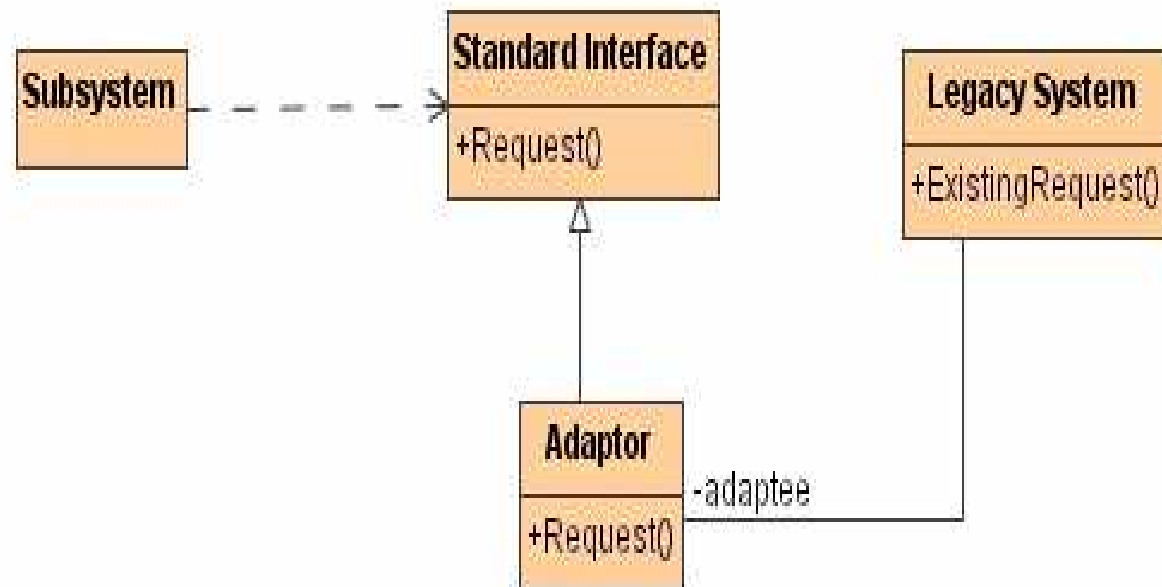 Subsystem
Standard Interface
+Request()
Legacy System
+ExistingRequest()
Adaptor
+Request()
-adaptee